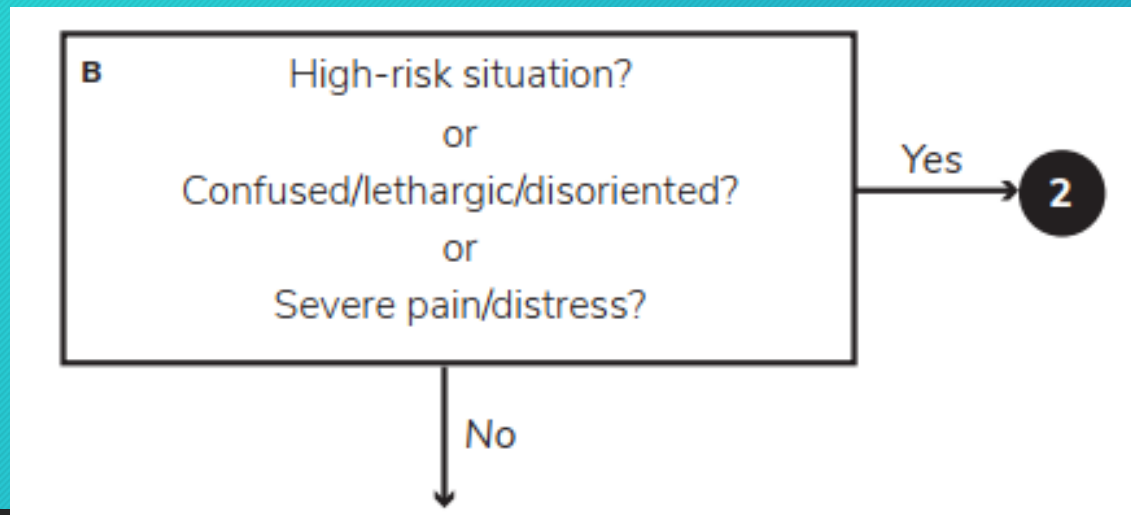 B
High-risk situation?
or
Confused/lethargic/disoriented?
or
Severe pain/distress?
Yes
2
No